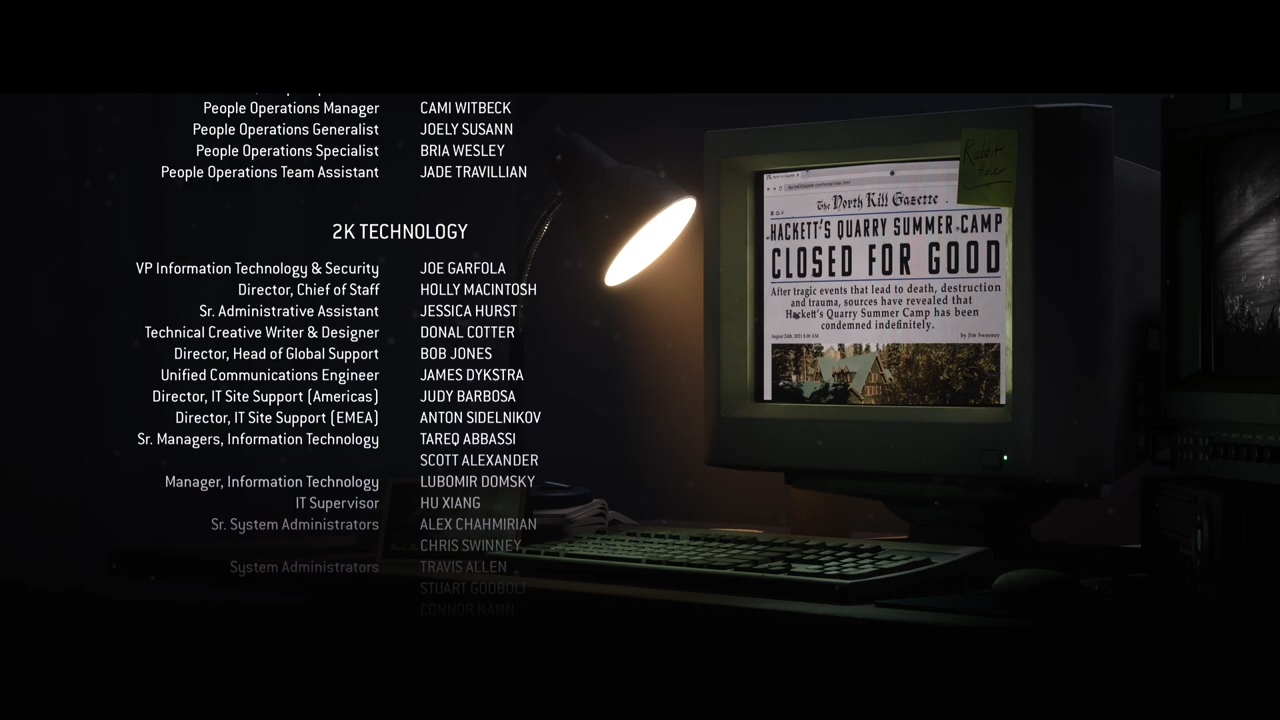 People Operations Manager CAMI WITBECK
People Operations Generalist JOELY SUSANN
People Operations Specialist BRIA WESLEY
People Operations Team Assistant JADE TRAVILLIAN
2K TECHNOLOGY
VP Information Technology & Security JOE GARFOLA
Director, Chief of Staff HOLLY MACINTOSH
Sr. Administrative Assistant JESSICA HURST
Technical Creative Writer & Designer DONAL COTTER
Director, Head of Global Support BOB JONES
Unified Communications Engineer JAMES DYKSTRA
Director, IT Site Support (Americas) JUDY BARBOSA
Director, IT Site Support (EMEA) ANTON SIDELNIKOV
Sr. Managers, Information Technology TAREQ ABBASSI
SCOTT ALEXANDER
Manager, Information Technology LUBOMIR DOMSKY
IT Supervisor HU XIANG
Sr. System Administrators ALEX CHAHMIRIAN
CHRIS SWINNEY
System Administrators TRAVIS ALLEN
STUART GODBOLT
CONNOR KANN
Rabbit
Hole
The North Kill Gazette
HACKETT'S QUARRY SUMMER CAMP
CLOSED FOR GOOD
After tragic events that lead to death, destruction
and trauma, sources have revealed that
Hackett's Quarry Summer Camp has been
condemned indefinitely.
by Jim Sweeney